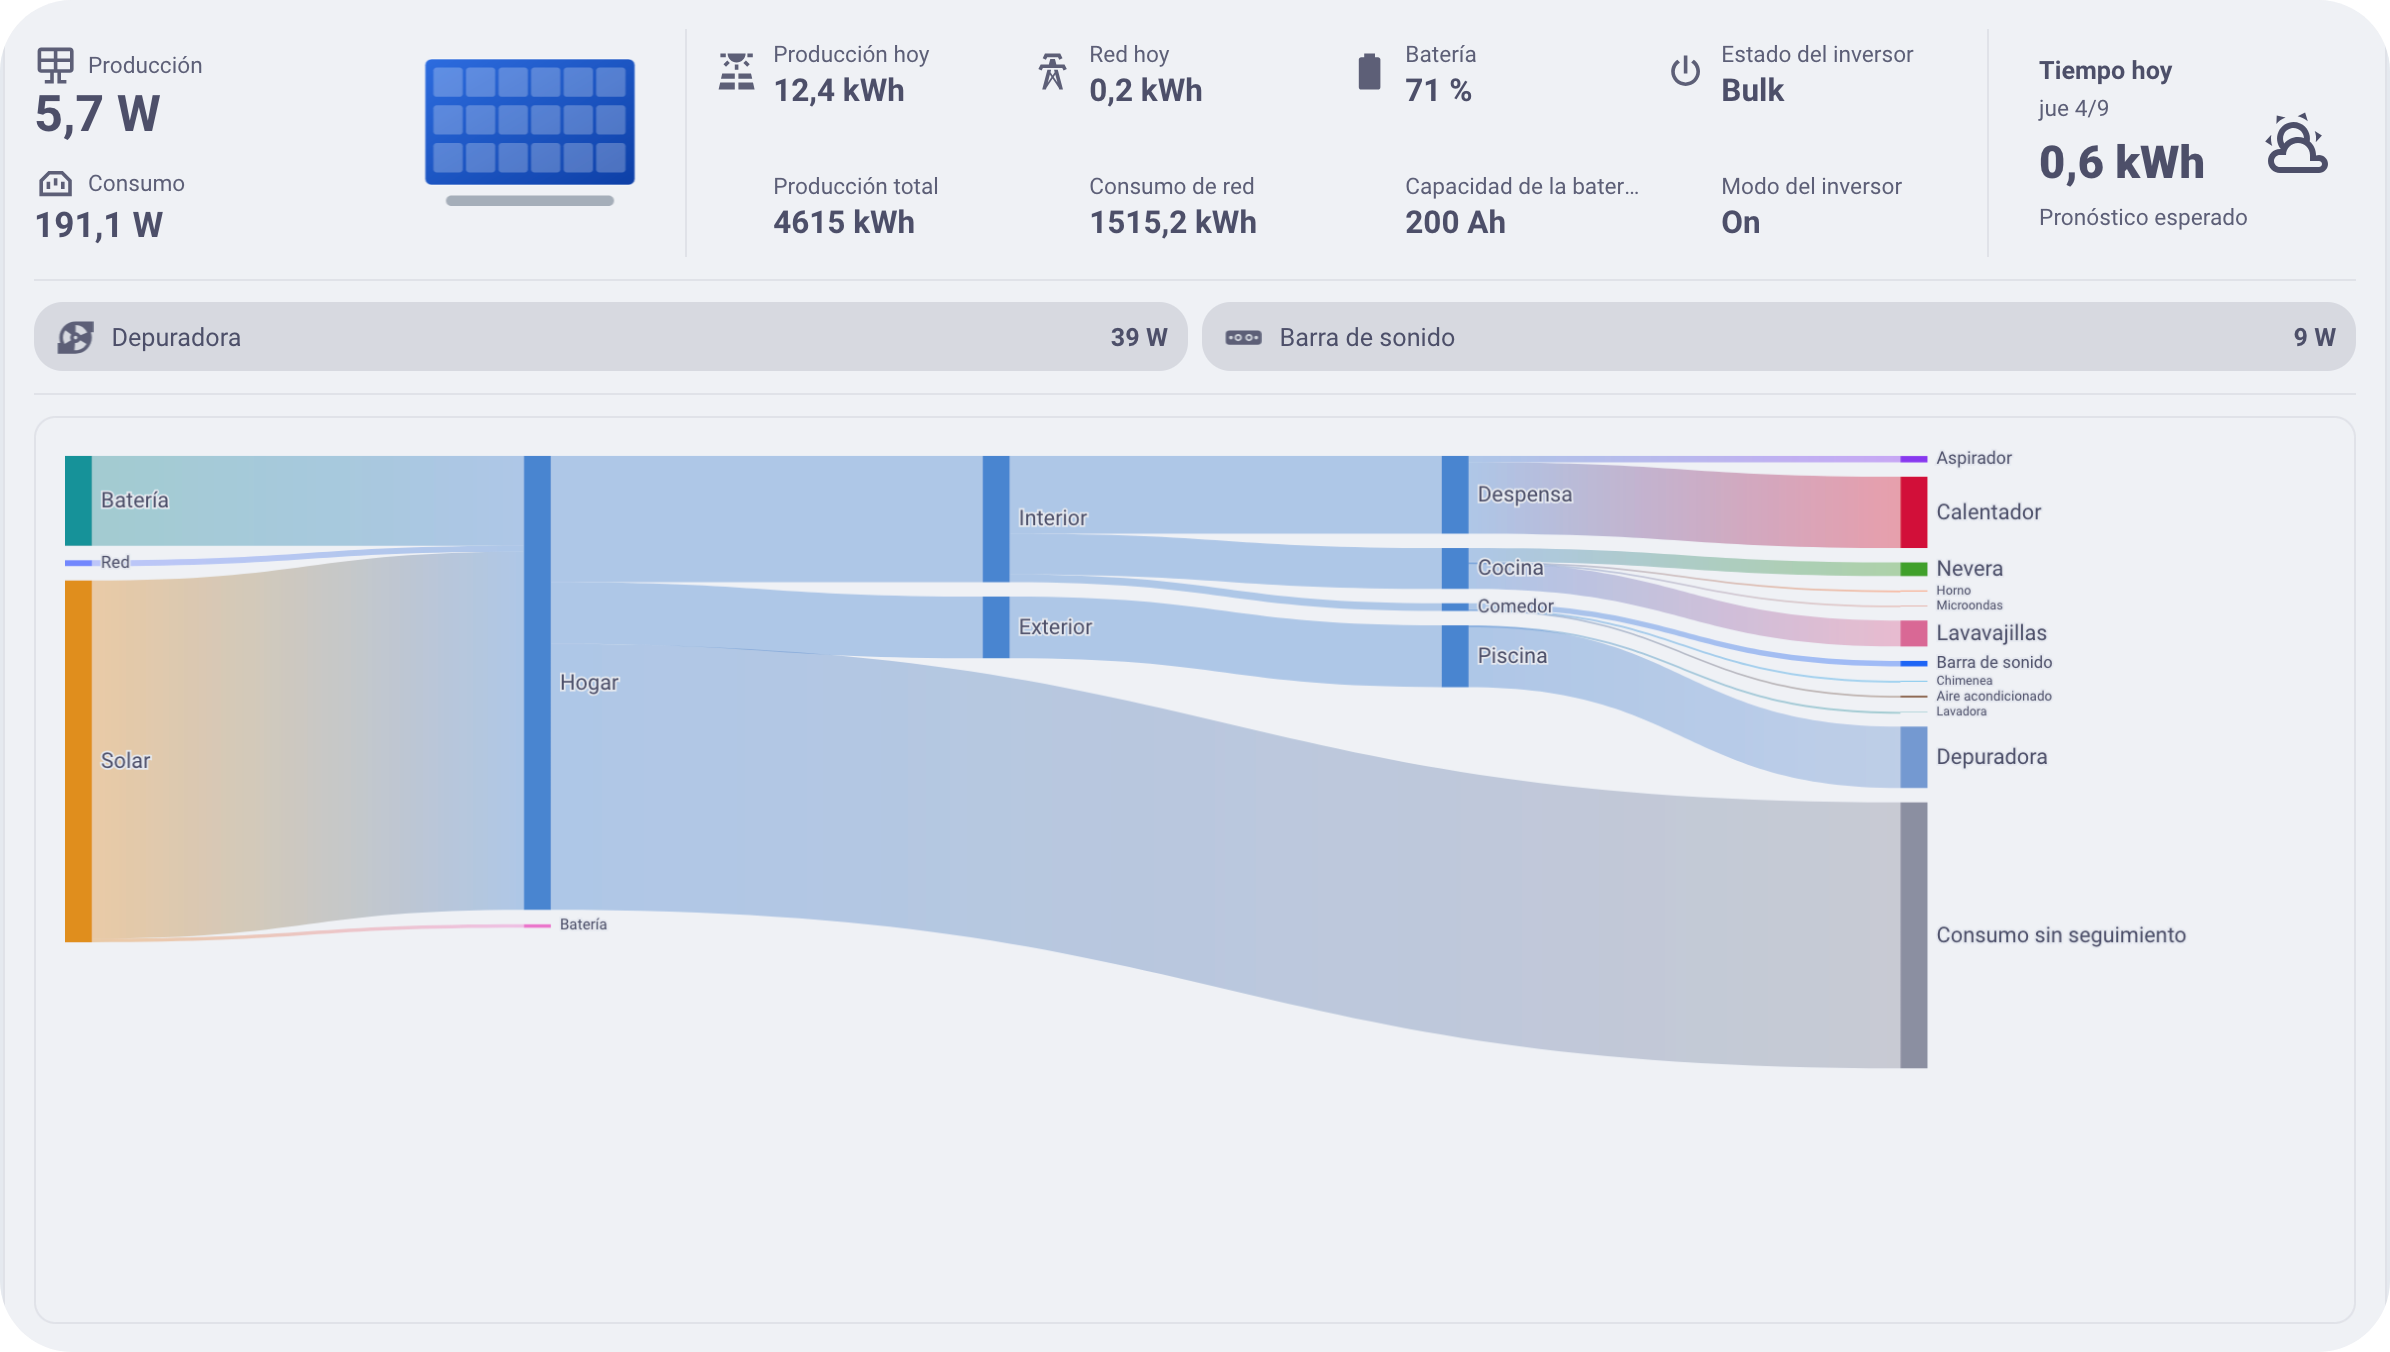 Producción
5,7 W
Consumo
191,1 W
Producción hoy
12,4 kWh
Red hoy
0,2 kWh
Batería
71 %
Estado del inversor
Bulk
Producción total
4615 kWh
Consumo de red
1515,2 kWh
Capacidad de la bater...
200 Ah
Modo del inversor
On
Tiempo hoy
jue 4/9
0,6 kWh
Pronóstico esperado
Depuradora
39 W
Barra de sonido
9 W
Batería
Red
Solar
Hogar
Batería
Interior
Exterior
Despensa
Cocina
Comedor
Piscina
Aspirador
Calentador
Nevera
Horno
Microondas
Lavavajillas
Barra de sonido
Chimenea
Aire acondicionado
Lavadora
Depuradora
Consumo sin seguimiento